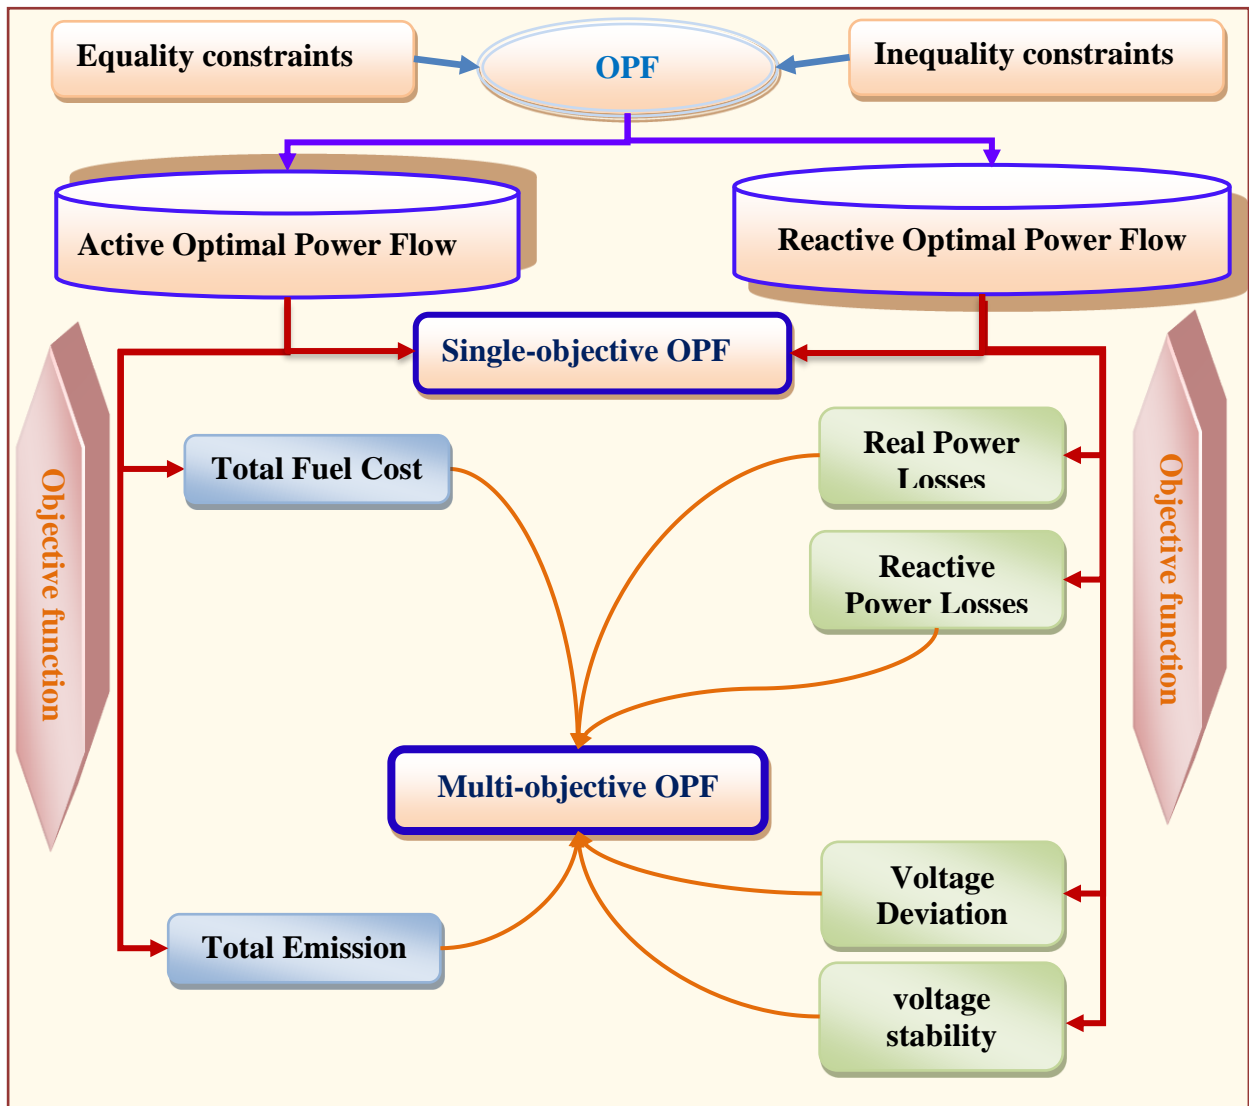 Equality constraints
OPF
Inequality constraints
Active Optimal Power Flow
Reactive Optimal Power Flow
Single-objective OPF
Objective function
Total Fuel Cost
Real Power
Losses
Reactive
Power Losses
Objective function
Multi-objective OPF
Voltage
Deviation
Total Emission
voltage
stability